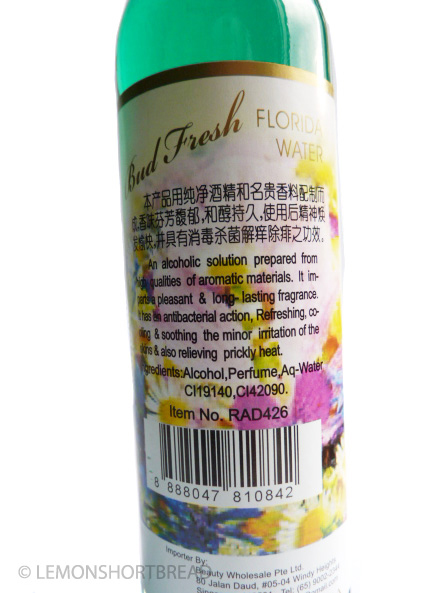 Bud Fresh FLORIDA
WATER
本产品用纯净酒精和名贵香料配制而
成,香味芬芳馥郁,和醇持久,使用后精神焕
发愉快,并具有消毒杀菌解痒除痱之功效。
An alcoholic solution prepared from
high qualities of aromatic materials. It im-
parts a pleasant & long- lasting fragrance.
It has an antibacterial action, Refreshing, co-
& soothing the minor irritation of the
& also relieving prickly heat.
Ingredients:Alcohol,Perfume,Aq-Water,
CI19140,CI42090.
Item No. RAD426
8 888047 810842
Importer By:
Beauty Wholesale Pte Ltd.
80 Jalan Daud, #05-04 Windy Heights
Tel: (65)
© LEMONSHORTBREAD